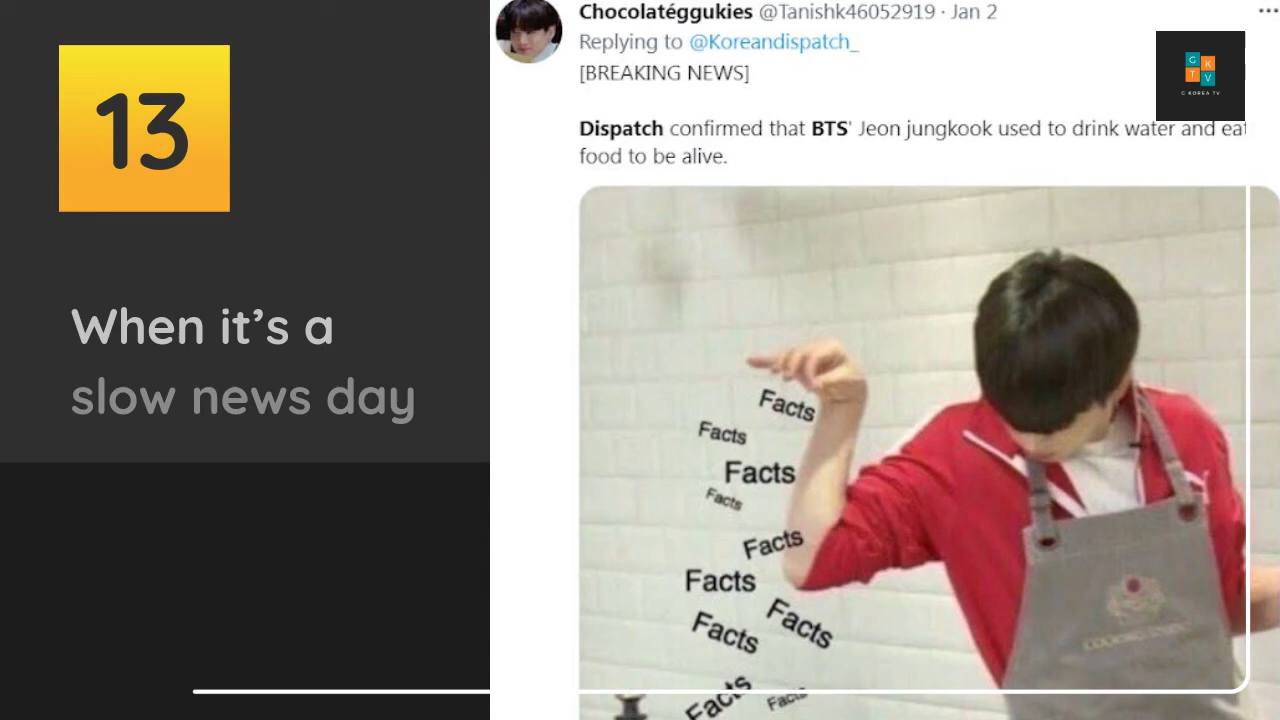 13
When it's a
slow news day
Chocolatéggukies @Tanishk46052919 · Jan 2
Replying to @Koreandispatch_
[BREAKING NEWS]
Dispatch confirmed that BTS' Jeon jungkook used to drink water and eat
food to be alive.
G K
T V
G KOREA TV
Facts
Facts
Facts
Facts
Facts
Facts
Facts
Facts
Facts
Facts